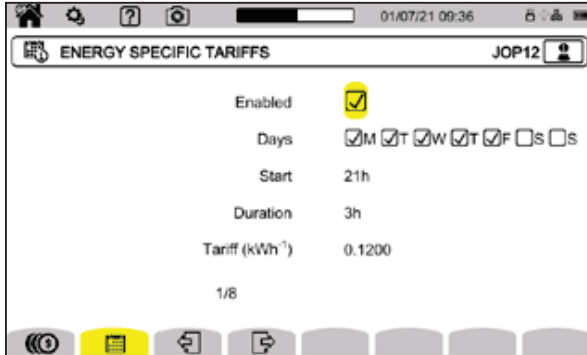 01/07/21 09:36
ENERGY SPECIFIC TARIFFS JOP12
Enabled
Days M T W T F S S
Start 21h
Duration 3h
Tariff (kWh⁻¹) 0.1200
1/8